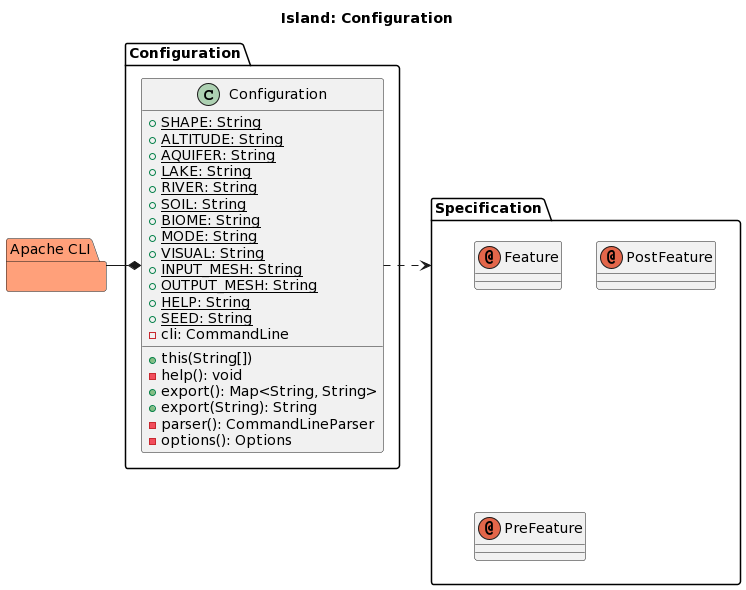 Island: Configuration
Configuration
C Configuration
SHAPE: String
ALTITUDE: String
AQUIFER: String
LAKE: String
RIVER: String
SOIL: String
BIOME: String
MODE: String
VISUAL: String
INPUT_MESH: String
OUTPUT_MESH: String
HELP: String
SEED: String
cli: CommandLine
this(String[])
help(): void
export(): Map<String, String>
export(String): String
parser(): CommandLineParser
options(): Options
Apache CLI
Specification
@ Feature
@ PostFeature
@ PreFeature